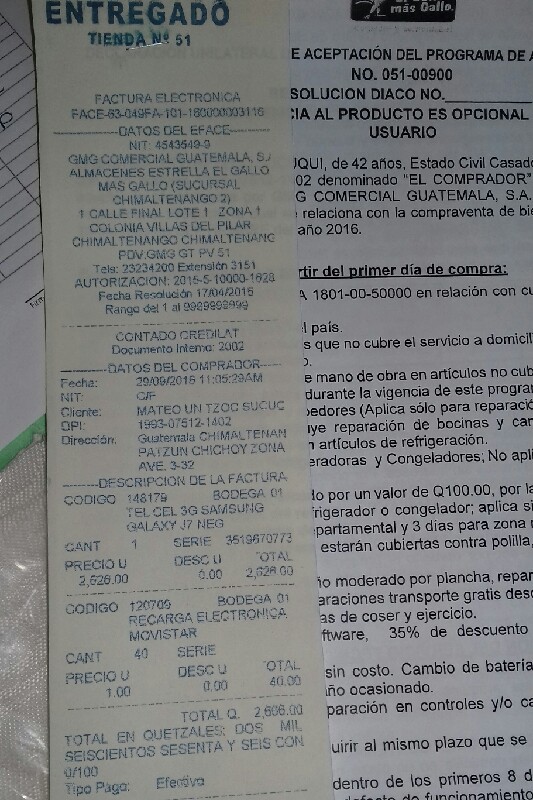 ENTREGADO
TIENDA Nº 51
FACTURA ELECTRONICA
FACE-63-049FA-101-160000003116
DATOS DEL EFACE
NIT: 4543549-9
GMG COMERCIAL GUATEMALA, S.A
ALMACENES ESTRELLA EL GALLO
MAS GALLO (SUCURSAL
CHIMALTENANGO 2)
1 CALLE FINAL LOTE 1 ZONA 1
COLONIA VILLAS DEL PILAR
CHIMALTENANGO CHIMALTENANG
PDV.GMG GT PV 51
Tels: 23234200 Extensión 3151
AUTORIZACION: 2015-5-10000-1628
Fecha Resolución 17/04/2015
Rango del 1 al 9999999999
CONTADO CREDILAT
Documento Interno: 2002
DATOS DEL COMPRADOR
Fecha: 29/09/2016 11:05:29AM
NIT: C/F
Cliente: MATEO UN TZOC SUCUC
DPI: 1993-07512-1402
Dirección: Guatemala CHIMALTENAN
PATZUN CHICHOY ZONA
AVE. 3-32
DESCRIPCION DE LA FACTURA
CODIGO 148179 BODEGA 01
TEL CEL 3G SAMSUNG
GALAXY J7 NEG
CANT 1 SERIE 3519670773
PRECIO U DESC U TOTAL
2,626.00 0.00 2,626.00
CODIGO 120709 BODEGA 01
RECARGA ELECTRONICA
MOVISTAR
CANT 40 SERIE
PRECIO U DESC U TOTAL
1.00 0.00 40.00
TOTAL Q. 2,666.00
TOTAL EN QUETZALES: DOS MIL
SEISCIENTOS SESENTA Y SEIS CON
0/100
Tipo Pago: Efectivo
más Gallo.
E ACEPTACIÓN DEL PROGRAMA DE A
NO. 051-00900
SOLUCION DIACO NO.
CIA AL PRODUCTO ES OPCIONAL
USUARIO
UQUI, de 42 años, Estado Civil Casado
02 denominado "EL COMPRADOR"
G COMERCIAL GUATEMALA, S.A.
relaciona con la compraventa de bie
año 2016.
rtir del primer día de compra:
A 1801-00-50000 en relación con cu
l país.
s que no cubre el servicio a domicil
o.
e mano de obra en artículos no cub
durante la vigencia de este progra
edores (Aplica sólo para reparació
ye reparación de bocinas y car
n artículos de refrigeración.
eradoras y Congeladores, No apli
do por un valor de Q100.00, por la
frigerador o congelador; aplica si
partamental y 3 días para zona
estarán cubiertas contra polilla,
ño moderado por plancha, repar
araciones transporte gratis desd
as de coser y ejercicio.
ftware, 35% de descuento
sin costo. Cambio de bateria
ño ocasionado.
paración en controles y/o ca
uirir al mismo plazo que se
dentro de los primeros 8 d
defecto de funcionamiento